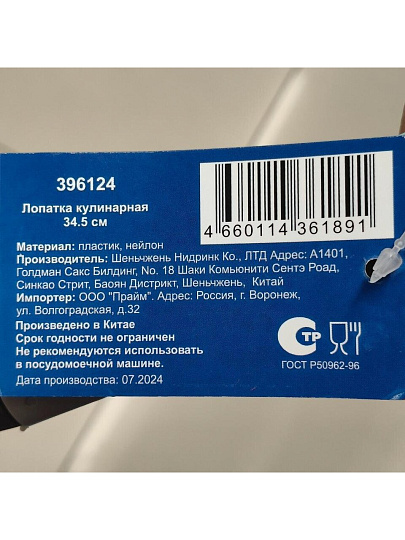 396124
Лопатка кулинарная
34.5 см
4 660114 361891
Материал: пластик, нейлон
Производитель: Шеньчжень Нидринк Ко., ЛТД Адрес: А1401,
Голдман Сакс Билдинг, No. 18 Шаки Комьюнити Сентэ Роад,
Синкао Стрит, Баоян Дистрикт, Шеньчжень, Китай
Импортер: ООО "Прайм". Адрес: Россия, г. Воронеж,
ул. Волгоградская, д.32
Произведено в Китае
Срок годности не ограничен
Не рекомендуются использовать
в посудомоечной машине.
Дата производства: 07.2024
СТР
ГОСТ Р50962-96